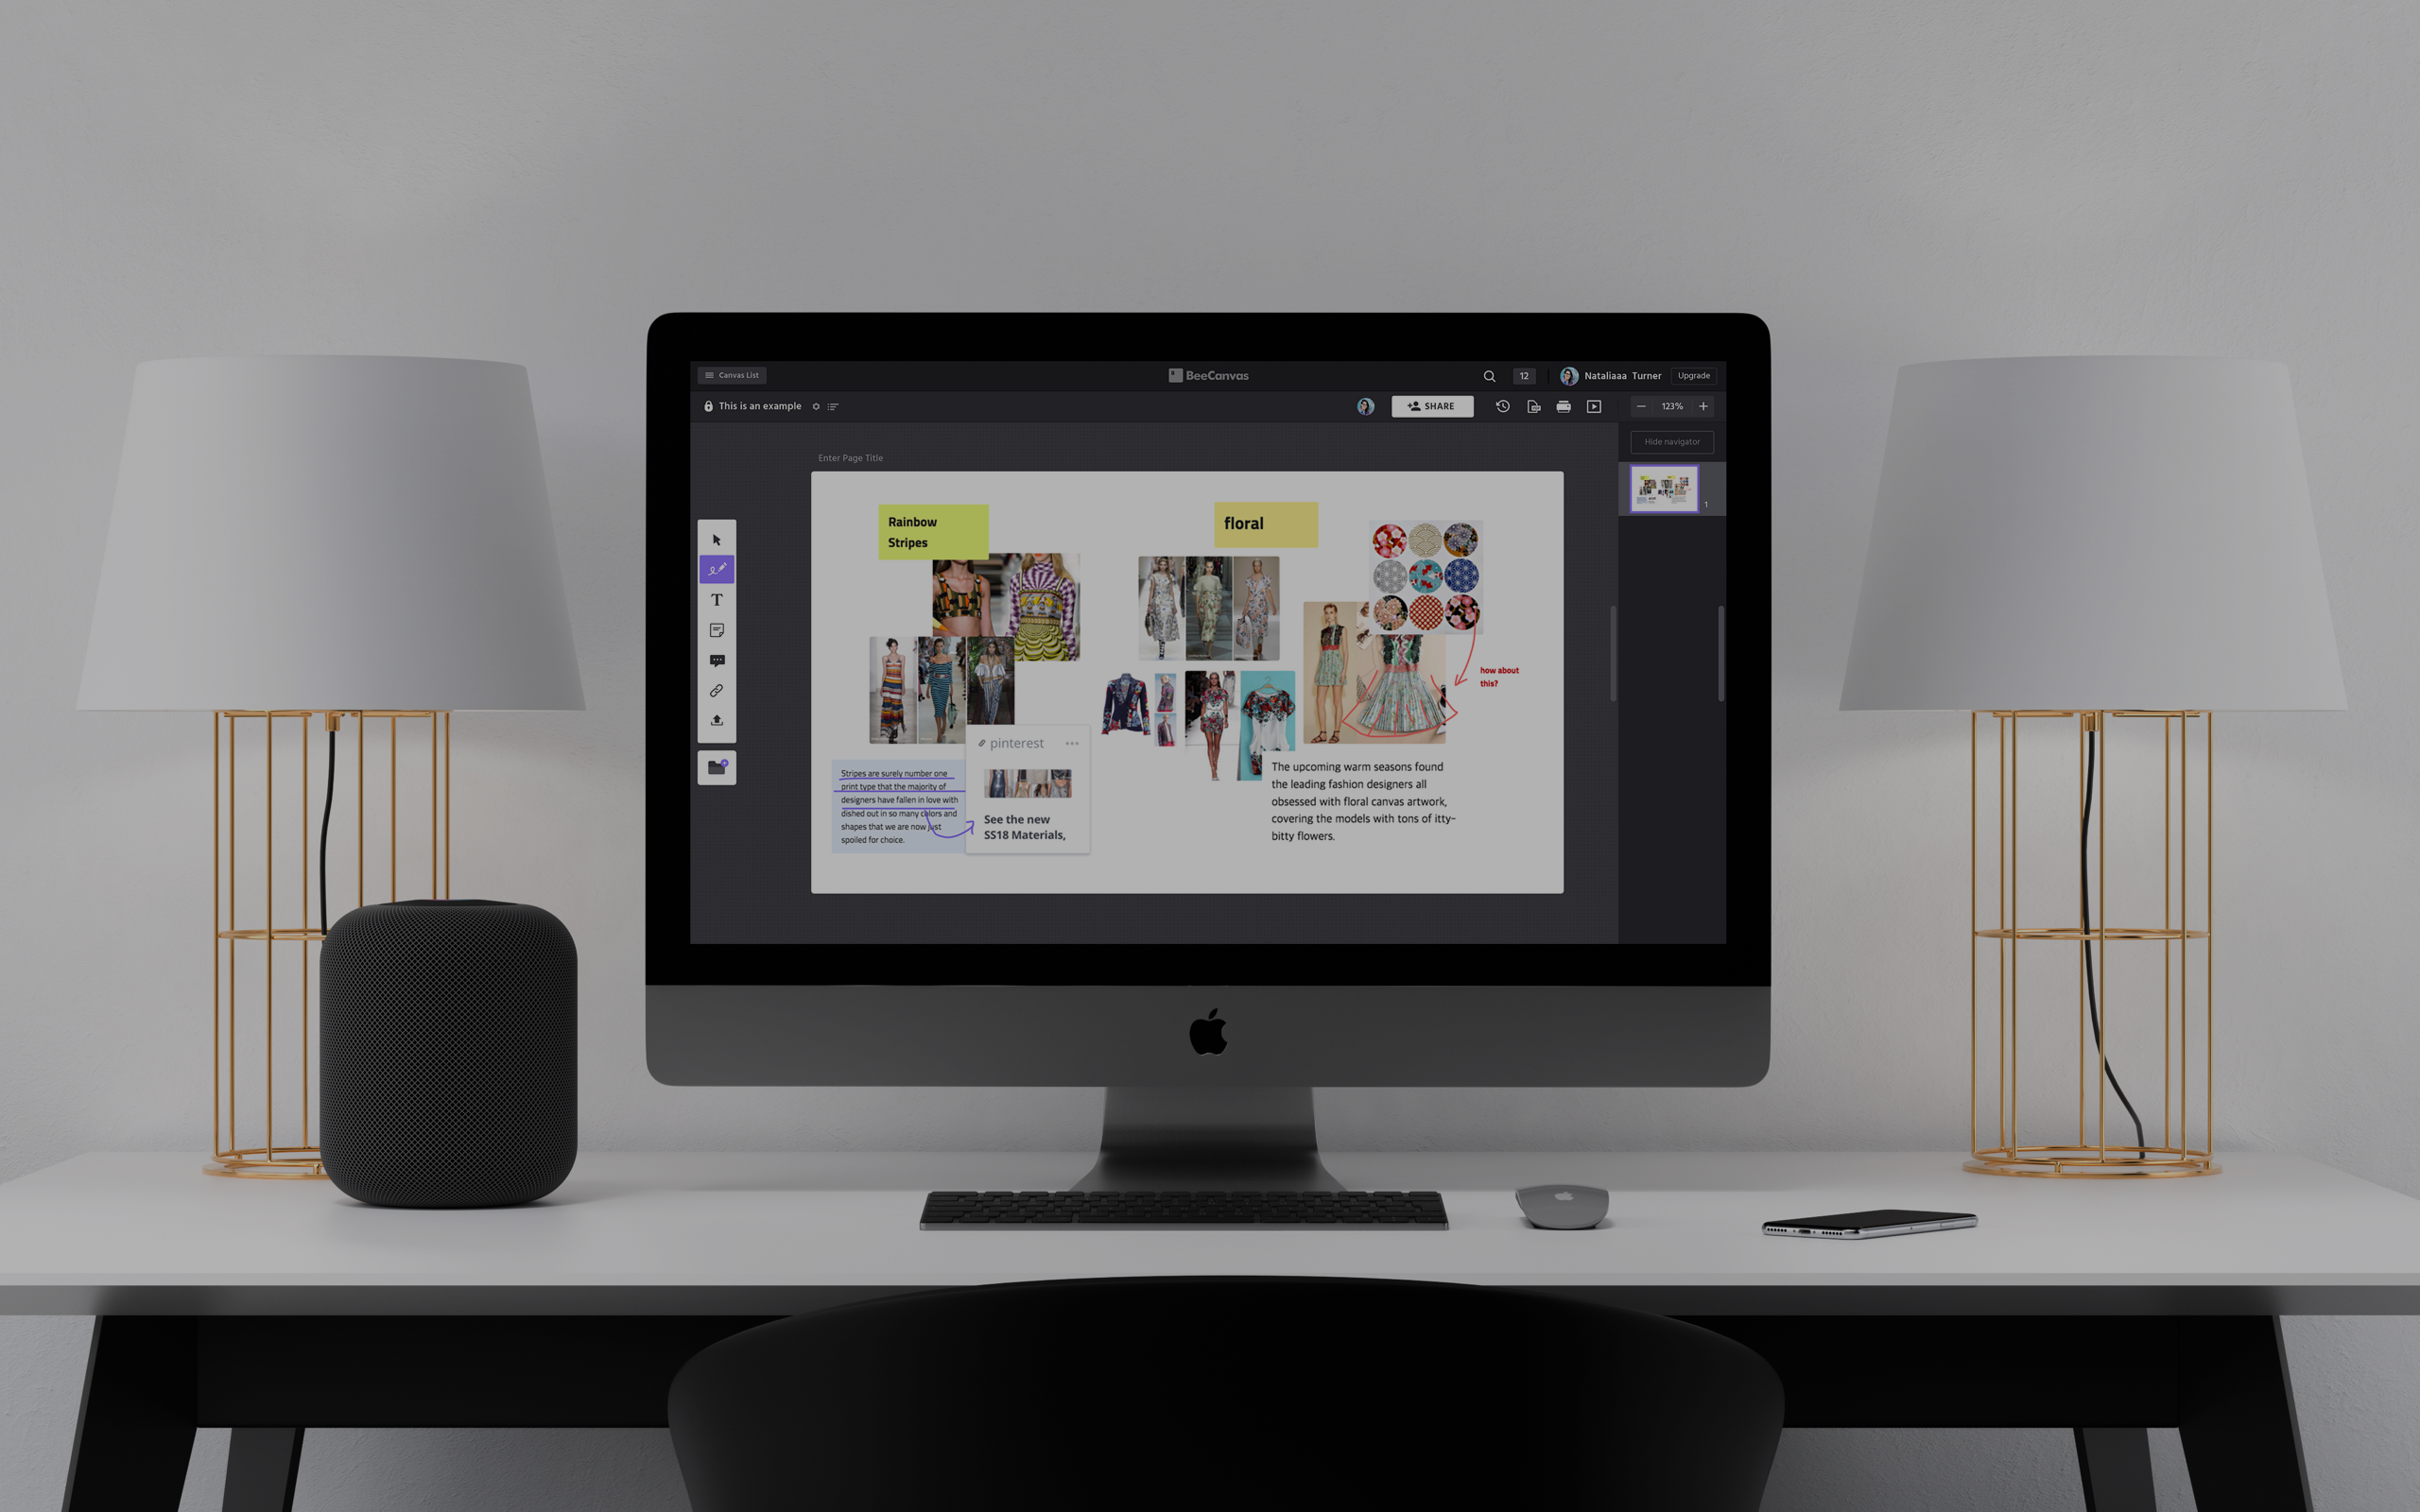 Canvas List
BeeCanvas
12
Nataliaaa Turner
Upgrade
This is an example
SHARE
123%
Hide navigator
Enter Page Title
1
Rainbow
Stripes
floral
T
how about
this?
pinterest
See the new
SS18 Materials,
Stripes are surely number one
print type that the majority of
designers have fallen in love with
dished out in so many colors and
shapes that we are now just
spoiled for choice.
The upcoming warm seasons found
the leading fashion designers all
obsessed with floral canvas artwork,
covering the models with tons of itty-
bitty flowers.